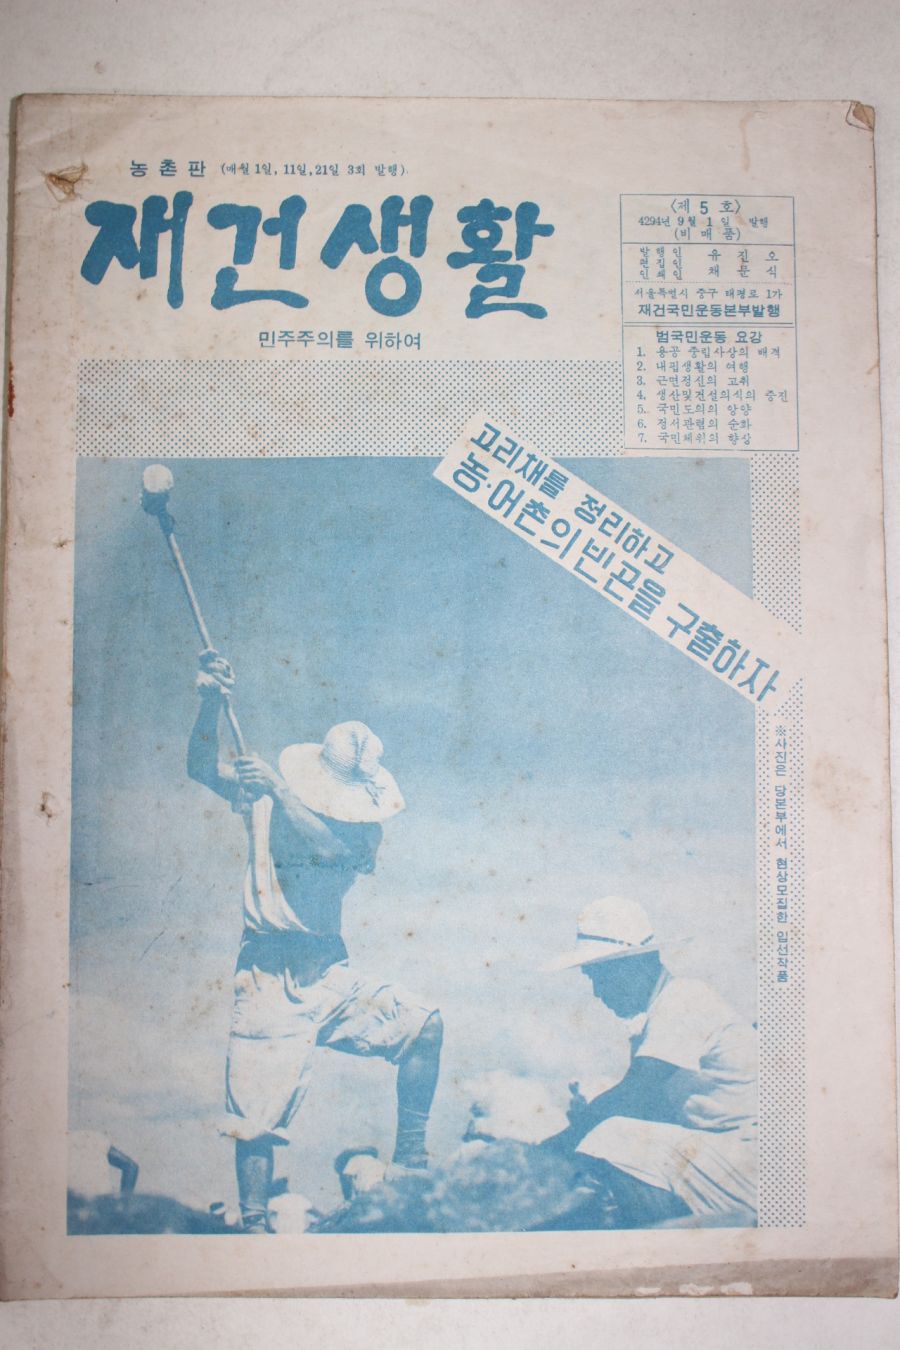 농촌판 (매월 1일, 11일, 21일 3회 발행)
재건생활
민주주의를 위하여
〈제 5 호〉
4294년 9월 1일 발행
(비매품)
발행인
편집인
인쇄인
유진오
채문식
서울특별시 중구 태평로 1가
재건국민운동본부발행
범국민운동 요강
1. 용공 중립사상의 배격
2. 내핍생활의 여행
3. 근면정신의 고취
4. 생산및건설의식의 증진
5. 국민도의의 앙양
6. 정서관렴의 순화
7. 국민체위의 향상
고리채를 정리하고
농·어촌의 빈곤을 구출하자
※사진은 당본부에서 현상모집한 입선작품